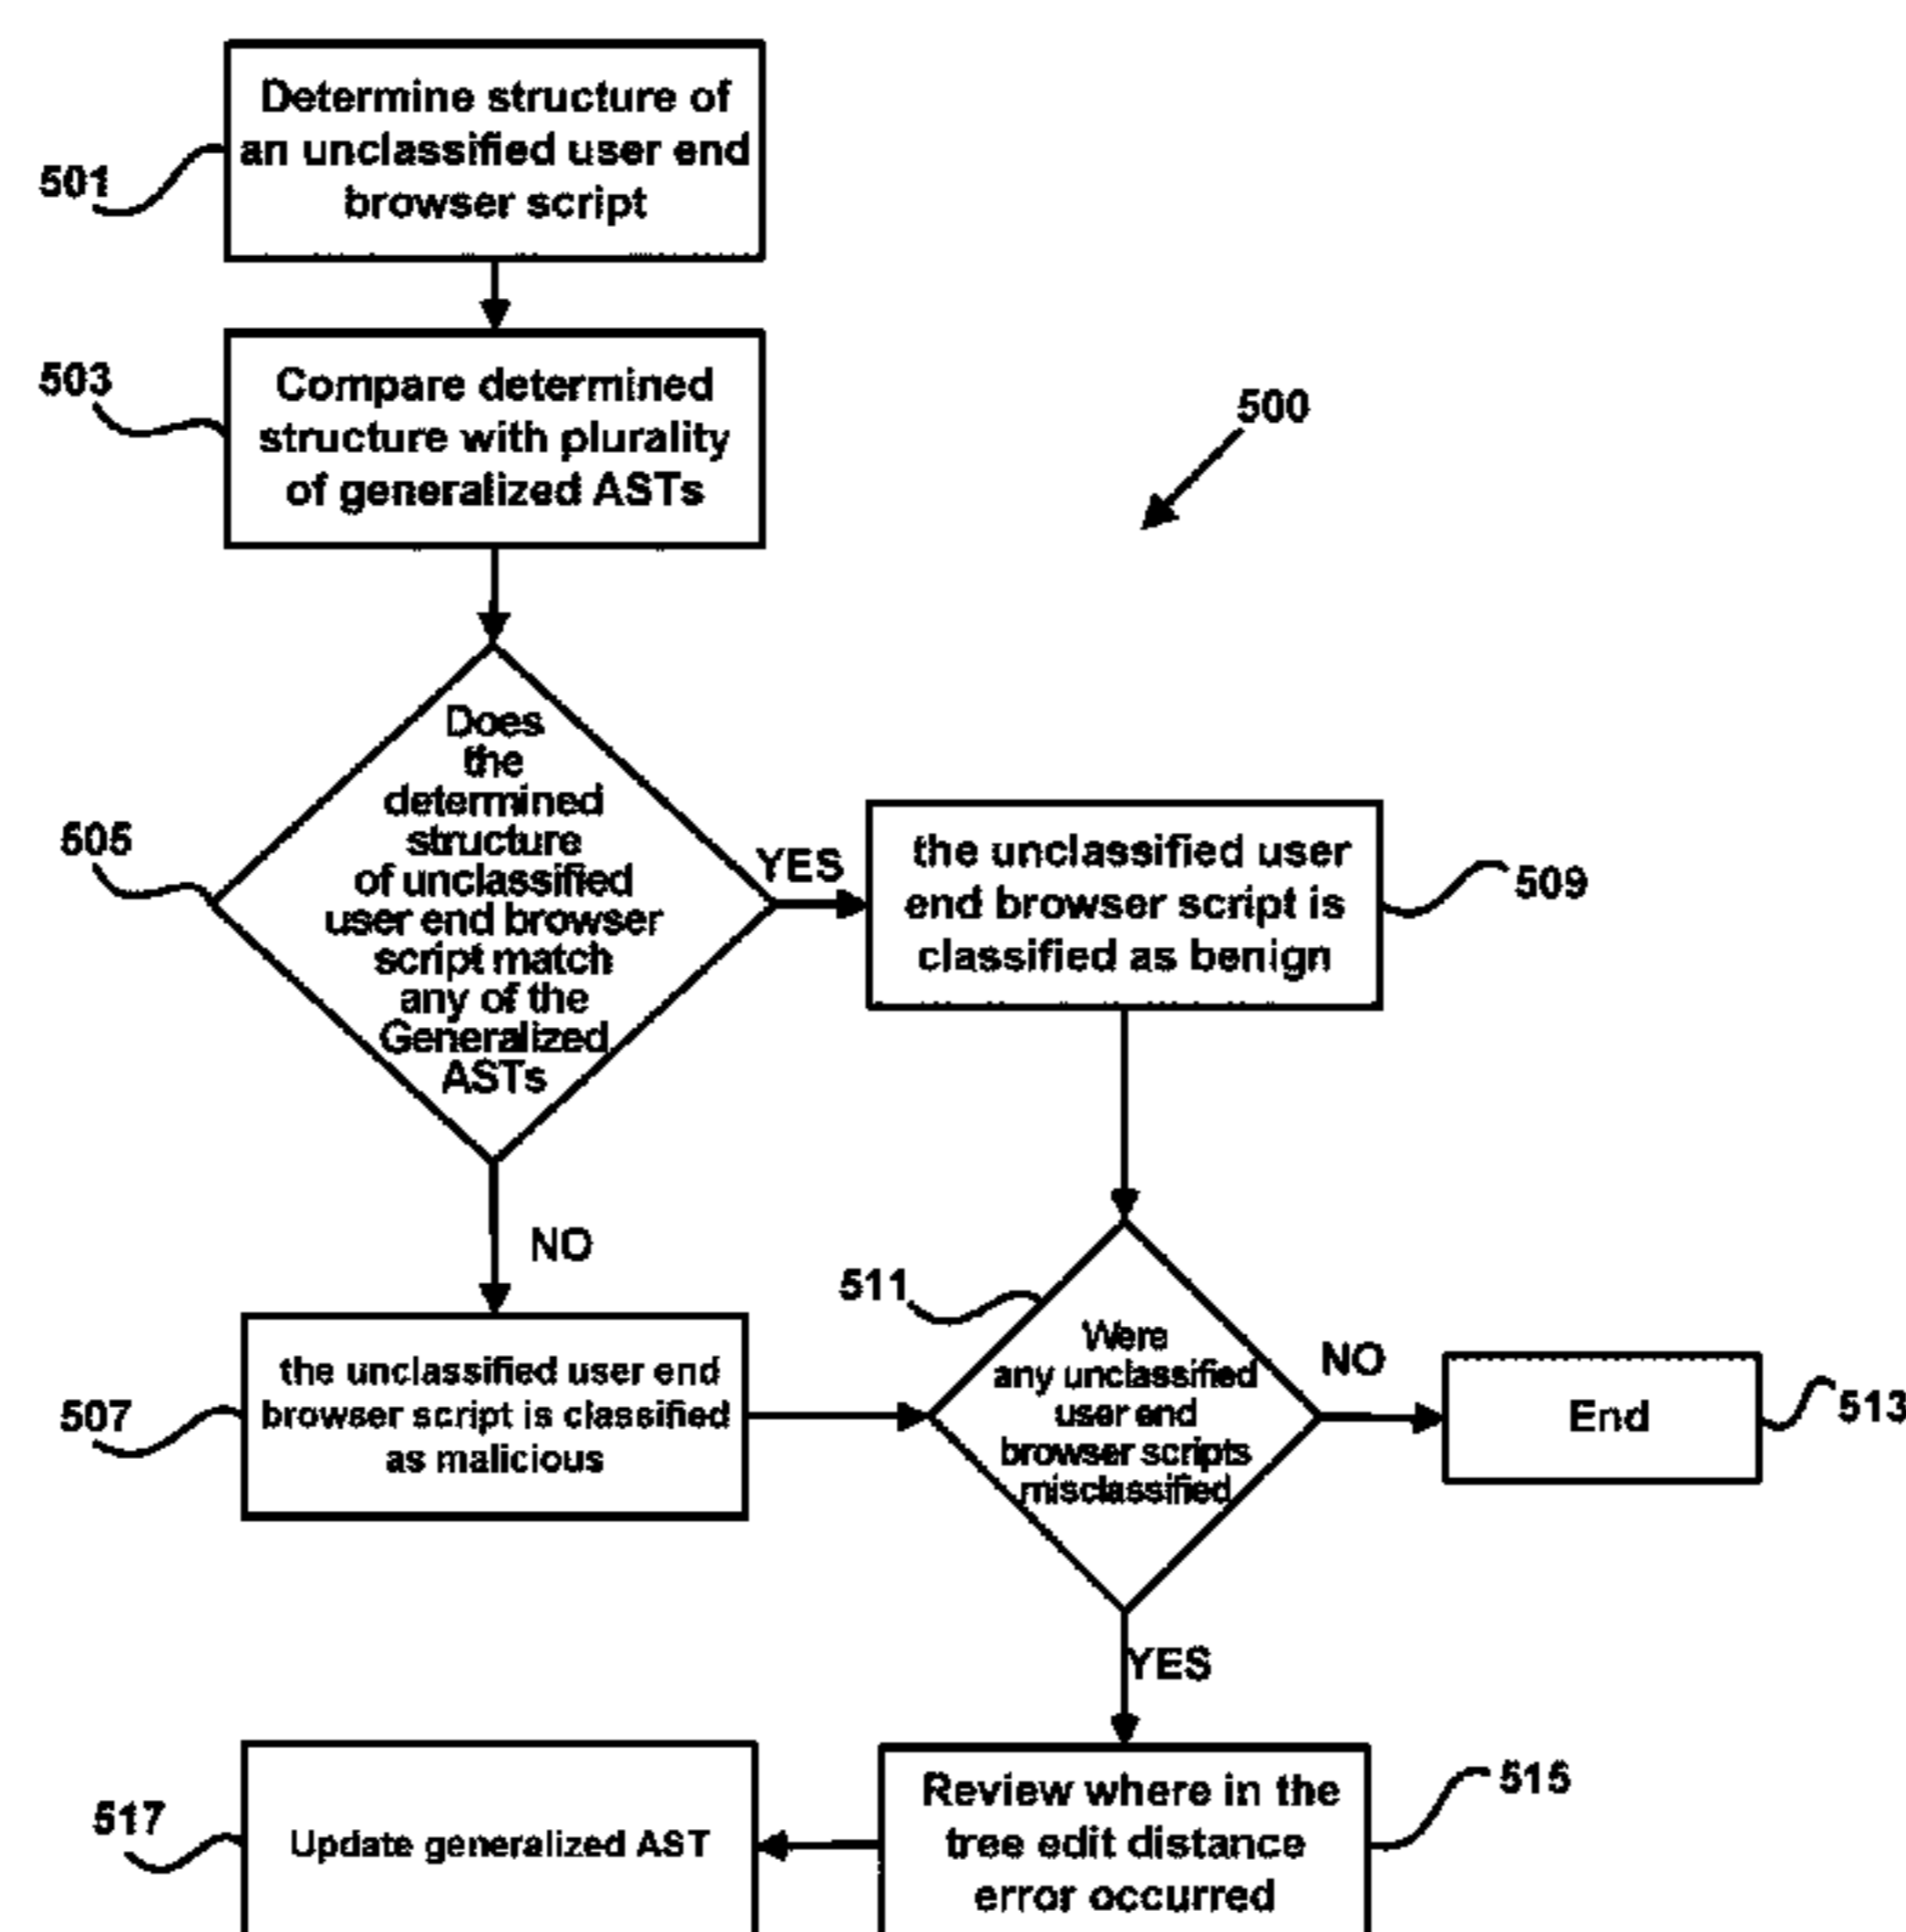 501
Determine structure of
an unclassified user end
browser script
503
Compare determined
structure with plurality
of generalized ASTs
500
505
Does
the
determined
structure
of unclassified
user end browser
script match
any of the
Generalized
ASTs
YES
the unclassified user
end browser script is
classified as benign
509
NO
507
the unclassified user end
browser script is classified
as malicious
511
Were
any unclassified
user end
browser scripts
misclassified
NO
End
513
YES
517
Update generalized AST
Review where in the
tree edit distance
error occurred
515